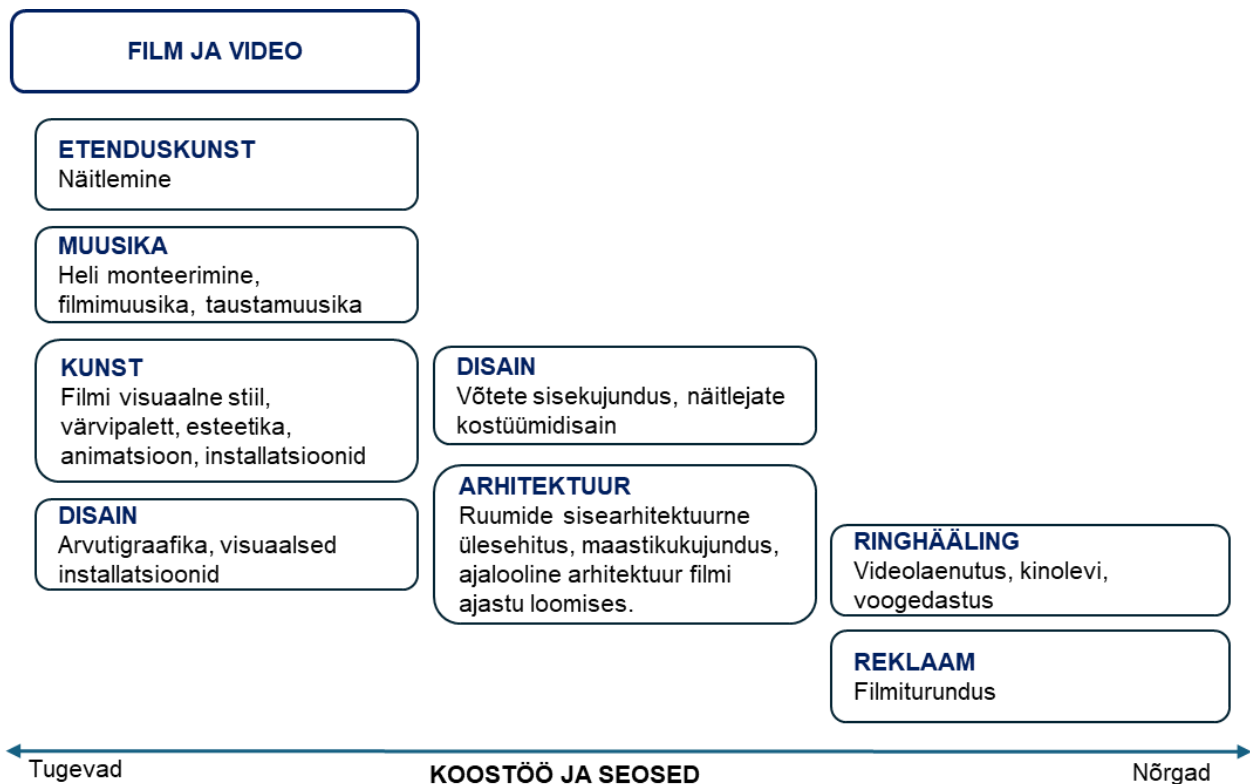 FILM JA VIDEO
ETENDUSKUNST
Näitlemine
MUUSIKA
Heli monteerimine,
filmimuusika, taustamuusika
KUNST
Filmi visuaalne stiil,
värvipalett, esteetika,
animatsioon, installatsioonid
DISAIN
Arvutigraafika, visuaalsed
installatsioonid
DISAIN
Võtete sisekujundus, näitlejate
kostüümidisain
ARHITEKTUUR
Ruumide sisearhitektuurne
ülesehitus, maastikukujundus,
ajalooline arhitektuur filmi
ajastu loomises.
RINGHÄÄLING
Videolaenutus, kinolevi,
voogedastus
REKLAAM
Filmiturundus
Tugevad
KOOSTÖÖ JA SEOSED
Nõrgad